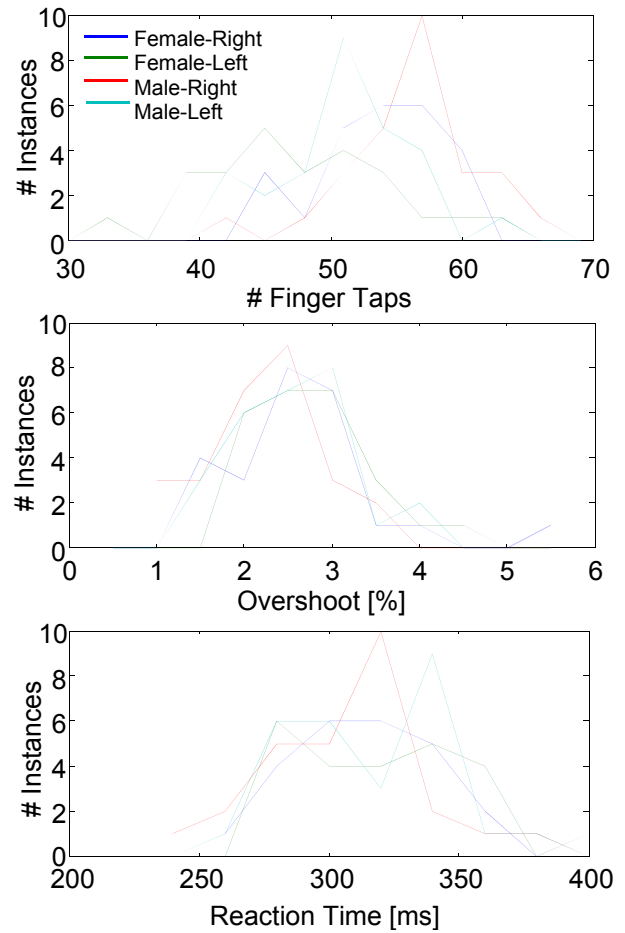 10
8
6
4
2
0
# Instances
Female-Right
Female-Left
Male-Right
Male-Left
30 40 50 60 70
# Finger Taps
10
8
6
4
2
0
# Instances
0 1 2 3 4 5 6
Overshoot [%]
10
8
6
4
2
0
# Instances
200 250 300 350 400
Reaction Time [ms]